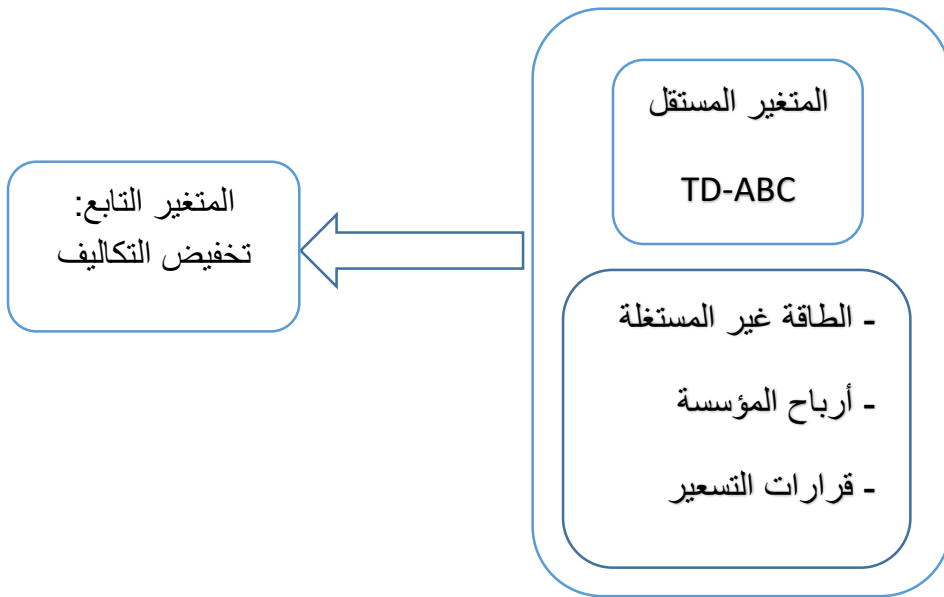 المتغير المستقل
TD-ABC
- الطاقة غير المستغلة
- أرباح المؤسسة
- قرارات التسعير
المتغير التابع:
تخفيض التكاليف